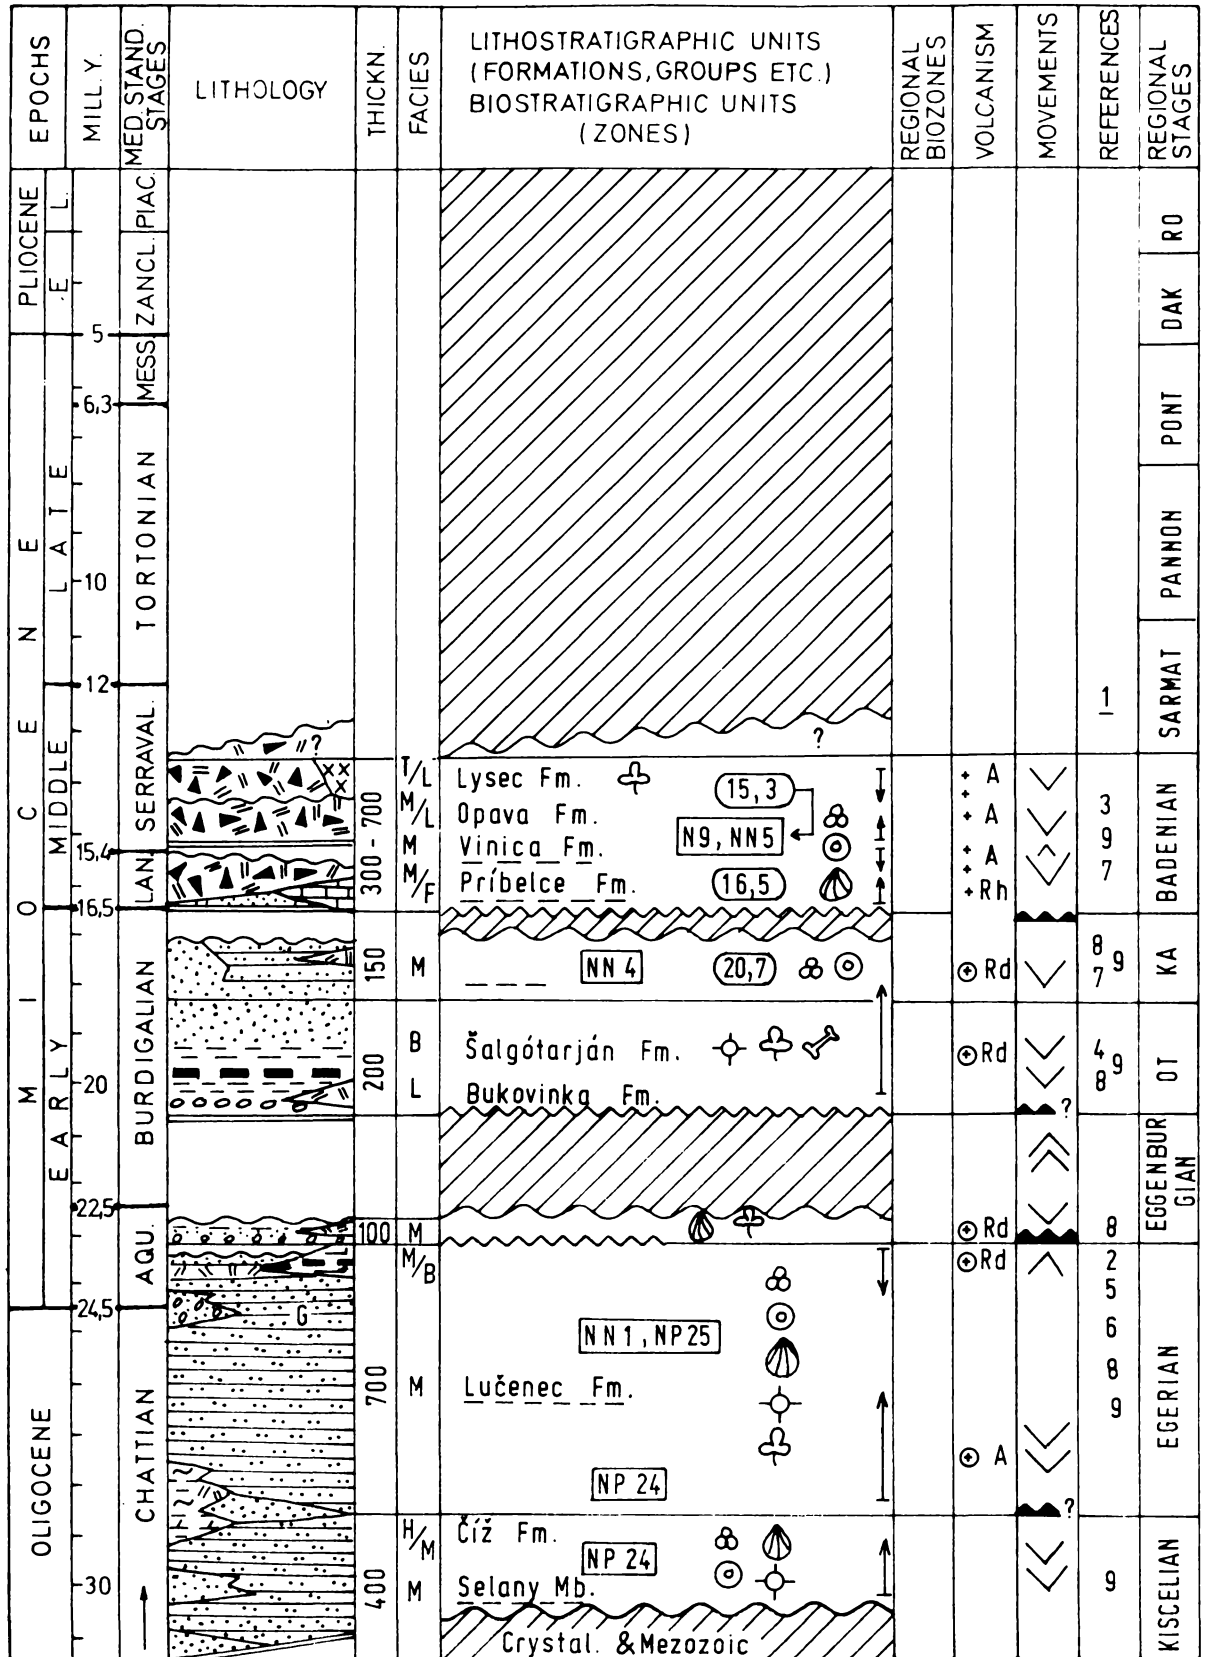 EPOCHS
MILL.Y.
MED.STAND.
STAGES
LITHOLOGY
THICKN.
FACIES
LITHOSTRATIGRAPHIC UNITS
(FORMATIONS, GROUPS ETC.)
BIOSTRATIGRAPHIC UNITS
(ZONES)
REGIONAL
BIOZONES
VOLCANISM
MOVEMENTS
REFERENCES
REGIONAL
STAGES
PLIOCENE
L.
E
MIOCENE
LATE
MIDDLE
EARLY
OLIGOCENE
5
6,3
10
12
15,4
16,5
20
22,5
24,5
30
PIAC.
ZANCL.
MESS.
TORTONIAN
SERRAVAL.
LAN.
BURDIGALIAN
AQU.
CHATTIAN
?
x x
x
x
G
300-700
150
200
100
700
400
T/L
M/L
M
M/F
M
B
L
M
M/B
M
H/M
M
?
Lysec Fm.
15,3
Opava Fm.
N9, NN5
Vinica Fm.
Príbelce Fm.
16,5
NN 4
20,7
Šalgótarján Fm.
Bukovinka Fm.
NN1, NP25
Lučenec Fm.
NP 24
Číž Fm.
NP 24
Selany Mb.
Crystal. & Mezozoic
A
A
A
Rh
Rd
Rd
Rd
Rd
A
?
?
1
3
9
7
8
9
7
4
9
8
8
2
5
6
8
9
9
RO
DAK
PONT
PANNON
SARMAT
BADENIAN
KA
OT
EGGENBUR
GIAN
EGERIAN
KISCELIAN